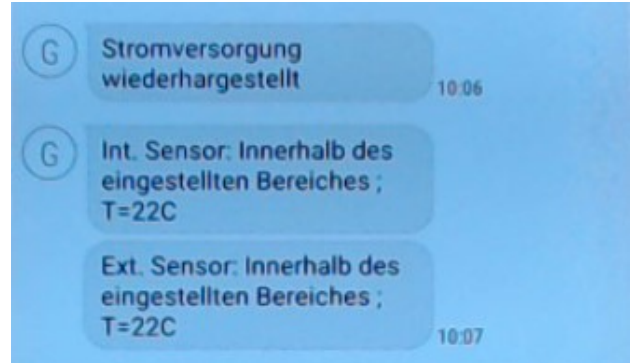 G
Stromversorgung
wiederhargestellt
10:06
G
Int. Sensor: Innerhalb des
eingestellten Bereiches ;
T=22C
Ext. Sensor: Innerhalb des
eingestellten Bereiches ;
T=22C
10:07